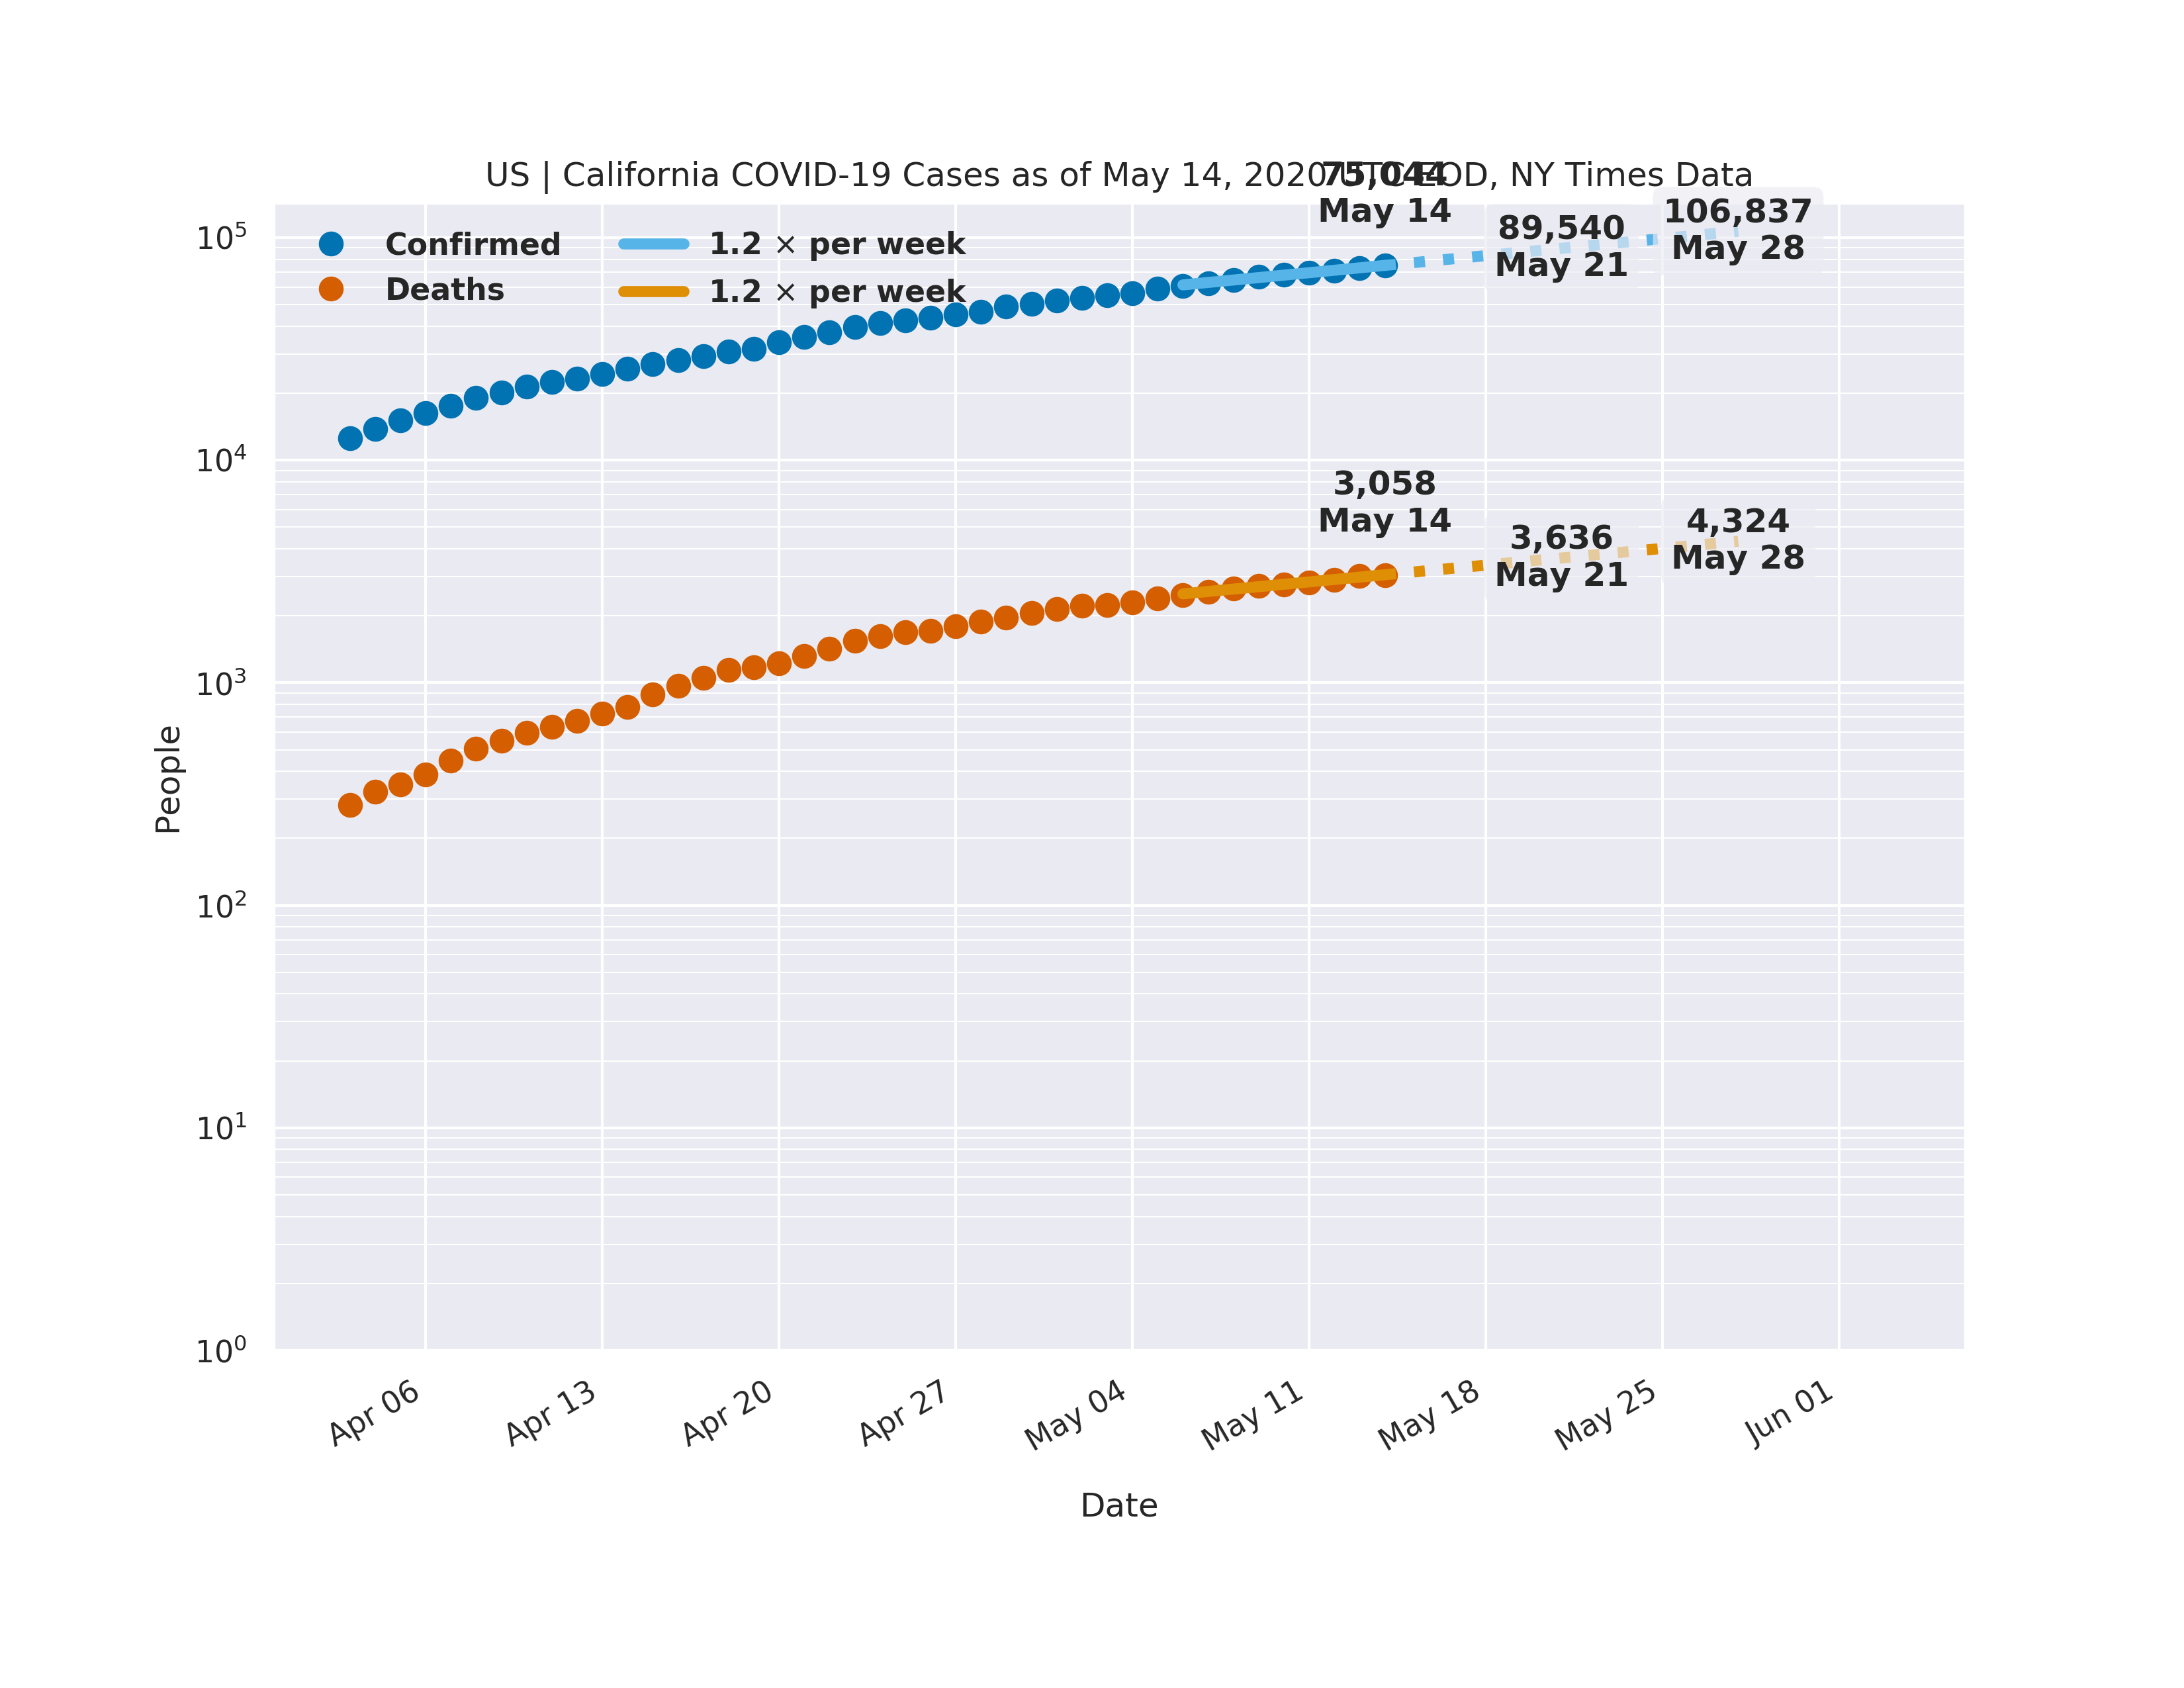 US | California COVID-19 Cases as of May 14, 2020 UTC EOD, NY Times Data
75,044
May 14
89,540
May 21
106,837
May 28
Confirmed
Deaths
1.2 × per week
1.2 × per week
3,058
May 14
3,636
May 21
4,324
May 28
People
10⁵
10⁴
10³
10²
10¹
10⁰
Apr 06
Apr 13
Apr 20
Apr 27
May 04
May 11
May 18
May 25
Jun 01
Date